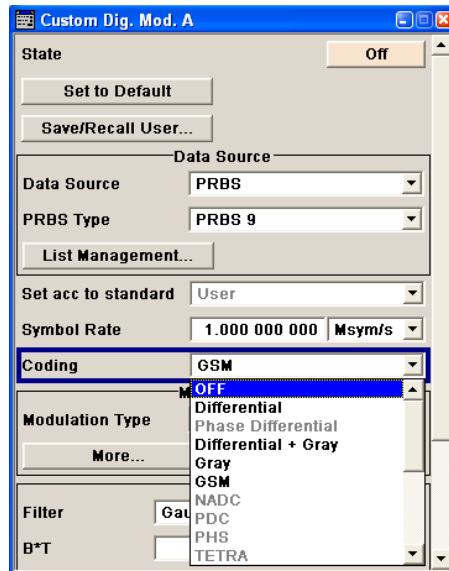 Custom Dig. Mod. A
State Off
Set to Default
Save/Recall User...
Data Source
Data Source PRBS
PRBS Type PRBS 9
List Management...
Set acc to standard User
Symbol Rate 1.000 000 000 Msym/s
Coding GSM
M
OFF
Differential
Phase Differential
Differential + Gray
Gray
GSM
NADC
PDC
PHS
TETRA
Modulation Type
More...
Filter Gau
B*T